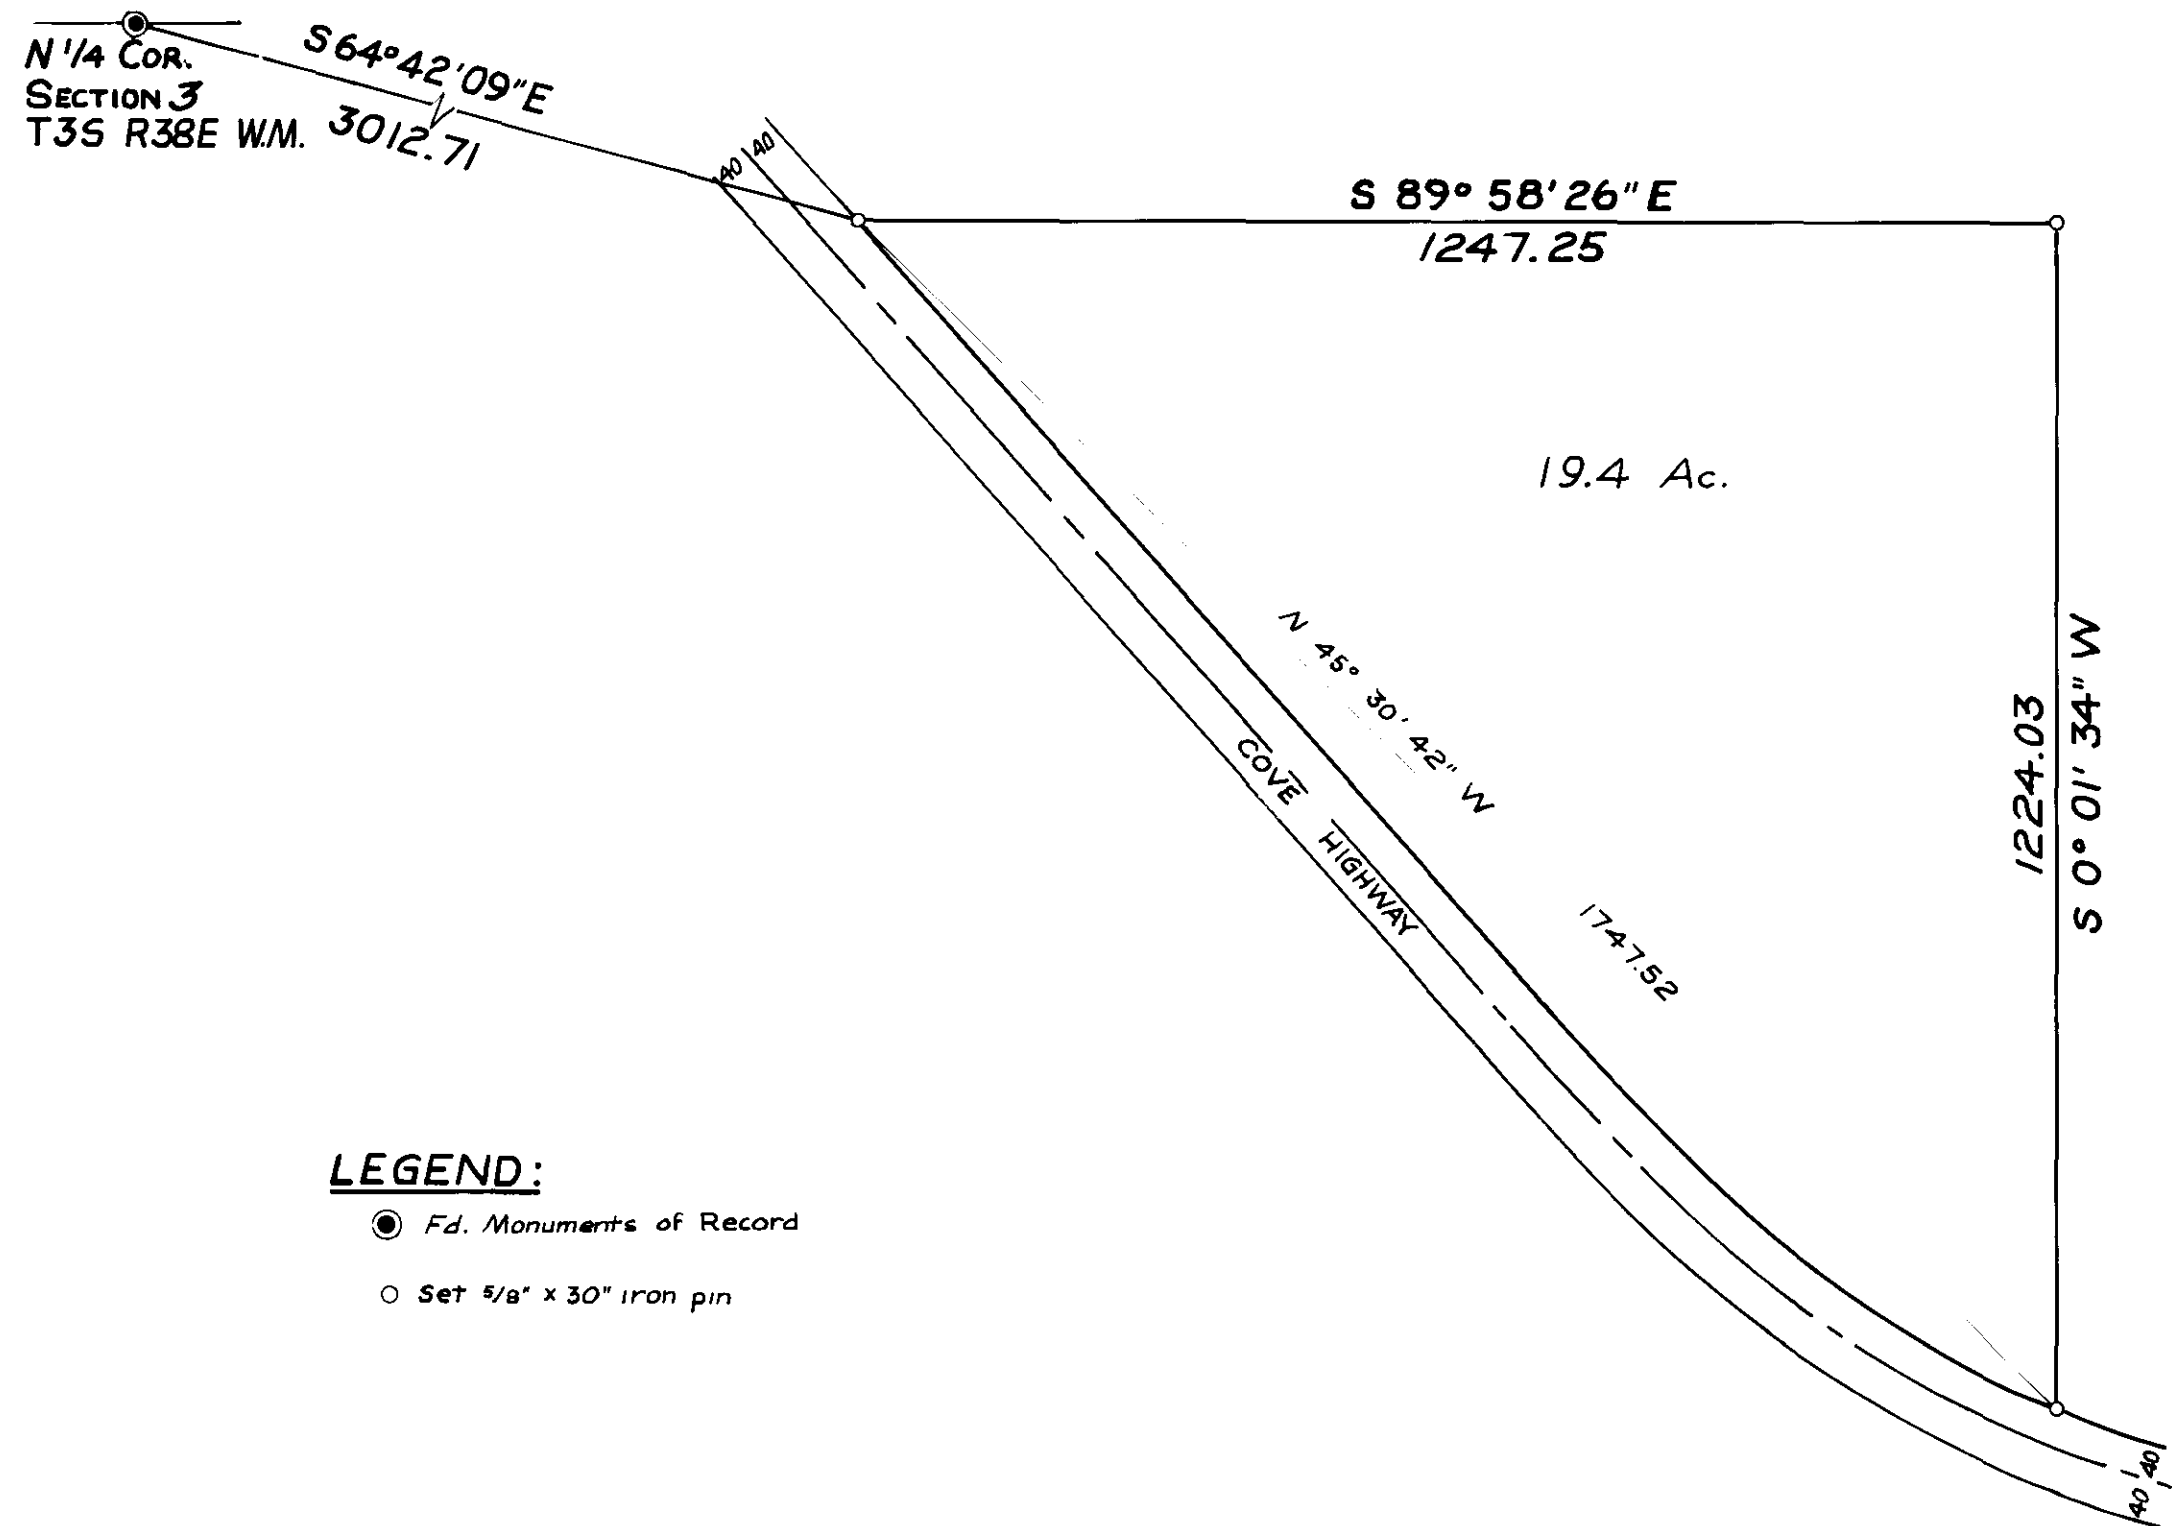 N 1/4 COR.
SECTION 3
T3S R38E W.M.
S 64° 42' 09" E
3012.71
40
40
S 89° 58' 26" E
1247.25
19.4 Ac.
N 45° 30' 42" W
1747.52
COVE HIGHWAY
1224.03
S 0° 01' 34" W
LEGEND:
Fd. Monuments of Record
Set 5/8" x 30" iron pin
40
40